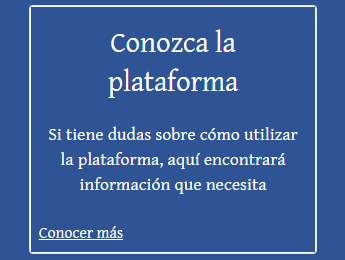 Conozca la
plataforma
Si tiene dudas sobre cómo utilizar
la plataforma, aquí encontrará
información que necesita
Conocer más